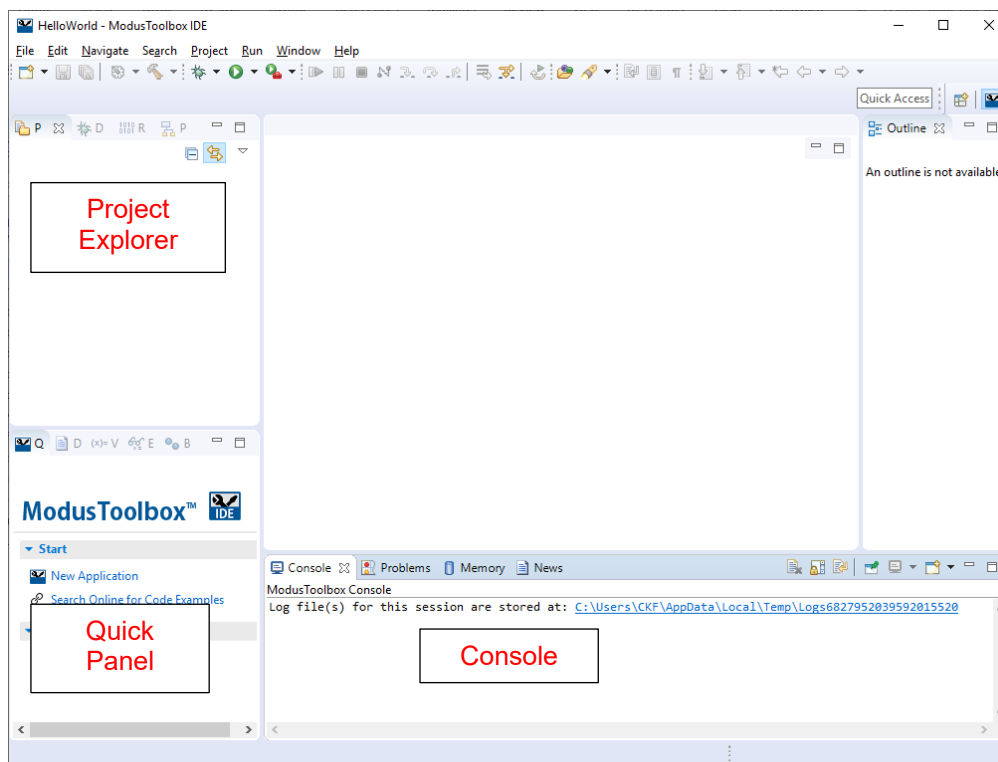 HelloWorld - ModusToolbox IDE
File Edit Navigate Search Project Run Window Help
Quick Access
P D R P
Outline
An outline is not available
Project
Explorer
Q D (x)= V E B
ModusToolbox™ IDE
Start
New Application
Search Online for Code Examples
Quick
Panel
Console Problems Memory News
ModusToolbox Console
Log file(s) for this session are stored at: C:\Users\CKF\AppData\Local\Temp\Logs6827952039592015520
Console